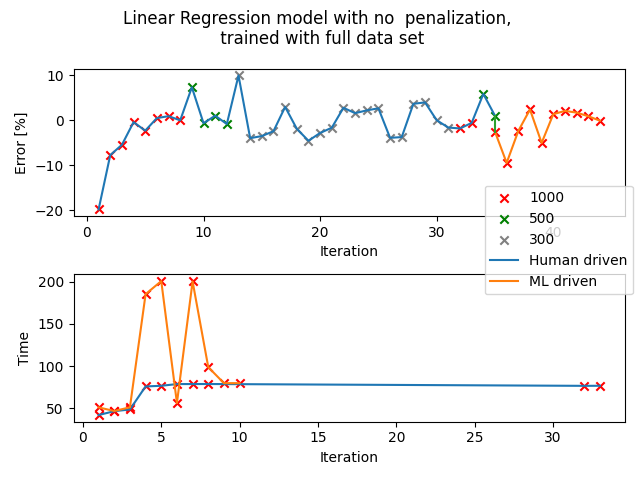 Linear Regression model with no  penalization,
trained with full data set
10
0
−10
−20
Error [%]
0
10
20
30
40
Iteration
1000
500
300
Human driven
ML driven
200
150
100
50
Time
0
5
10
15
20
25
30
Iteration